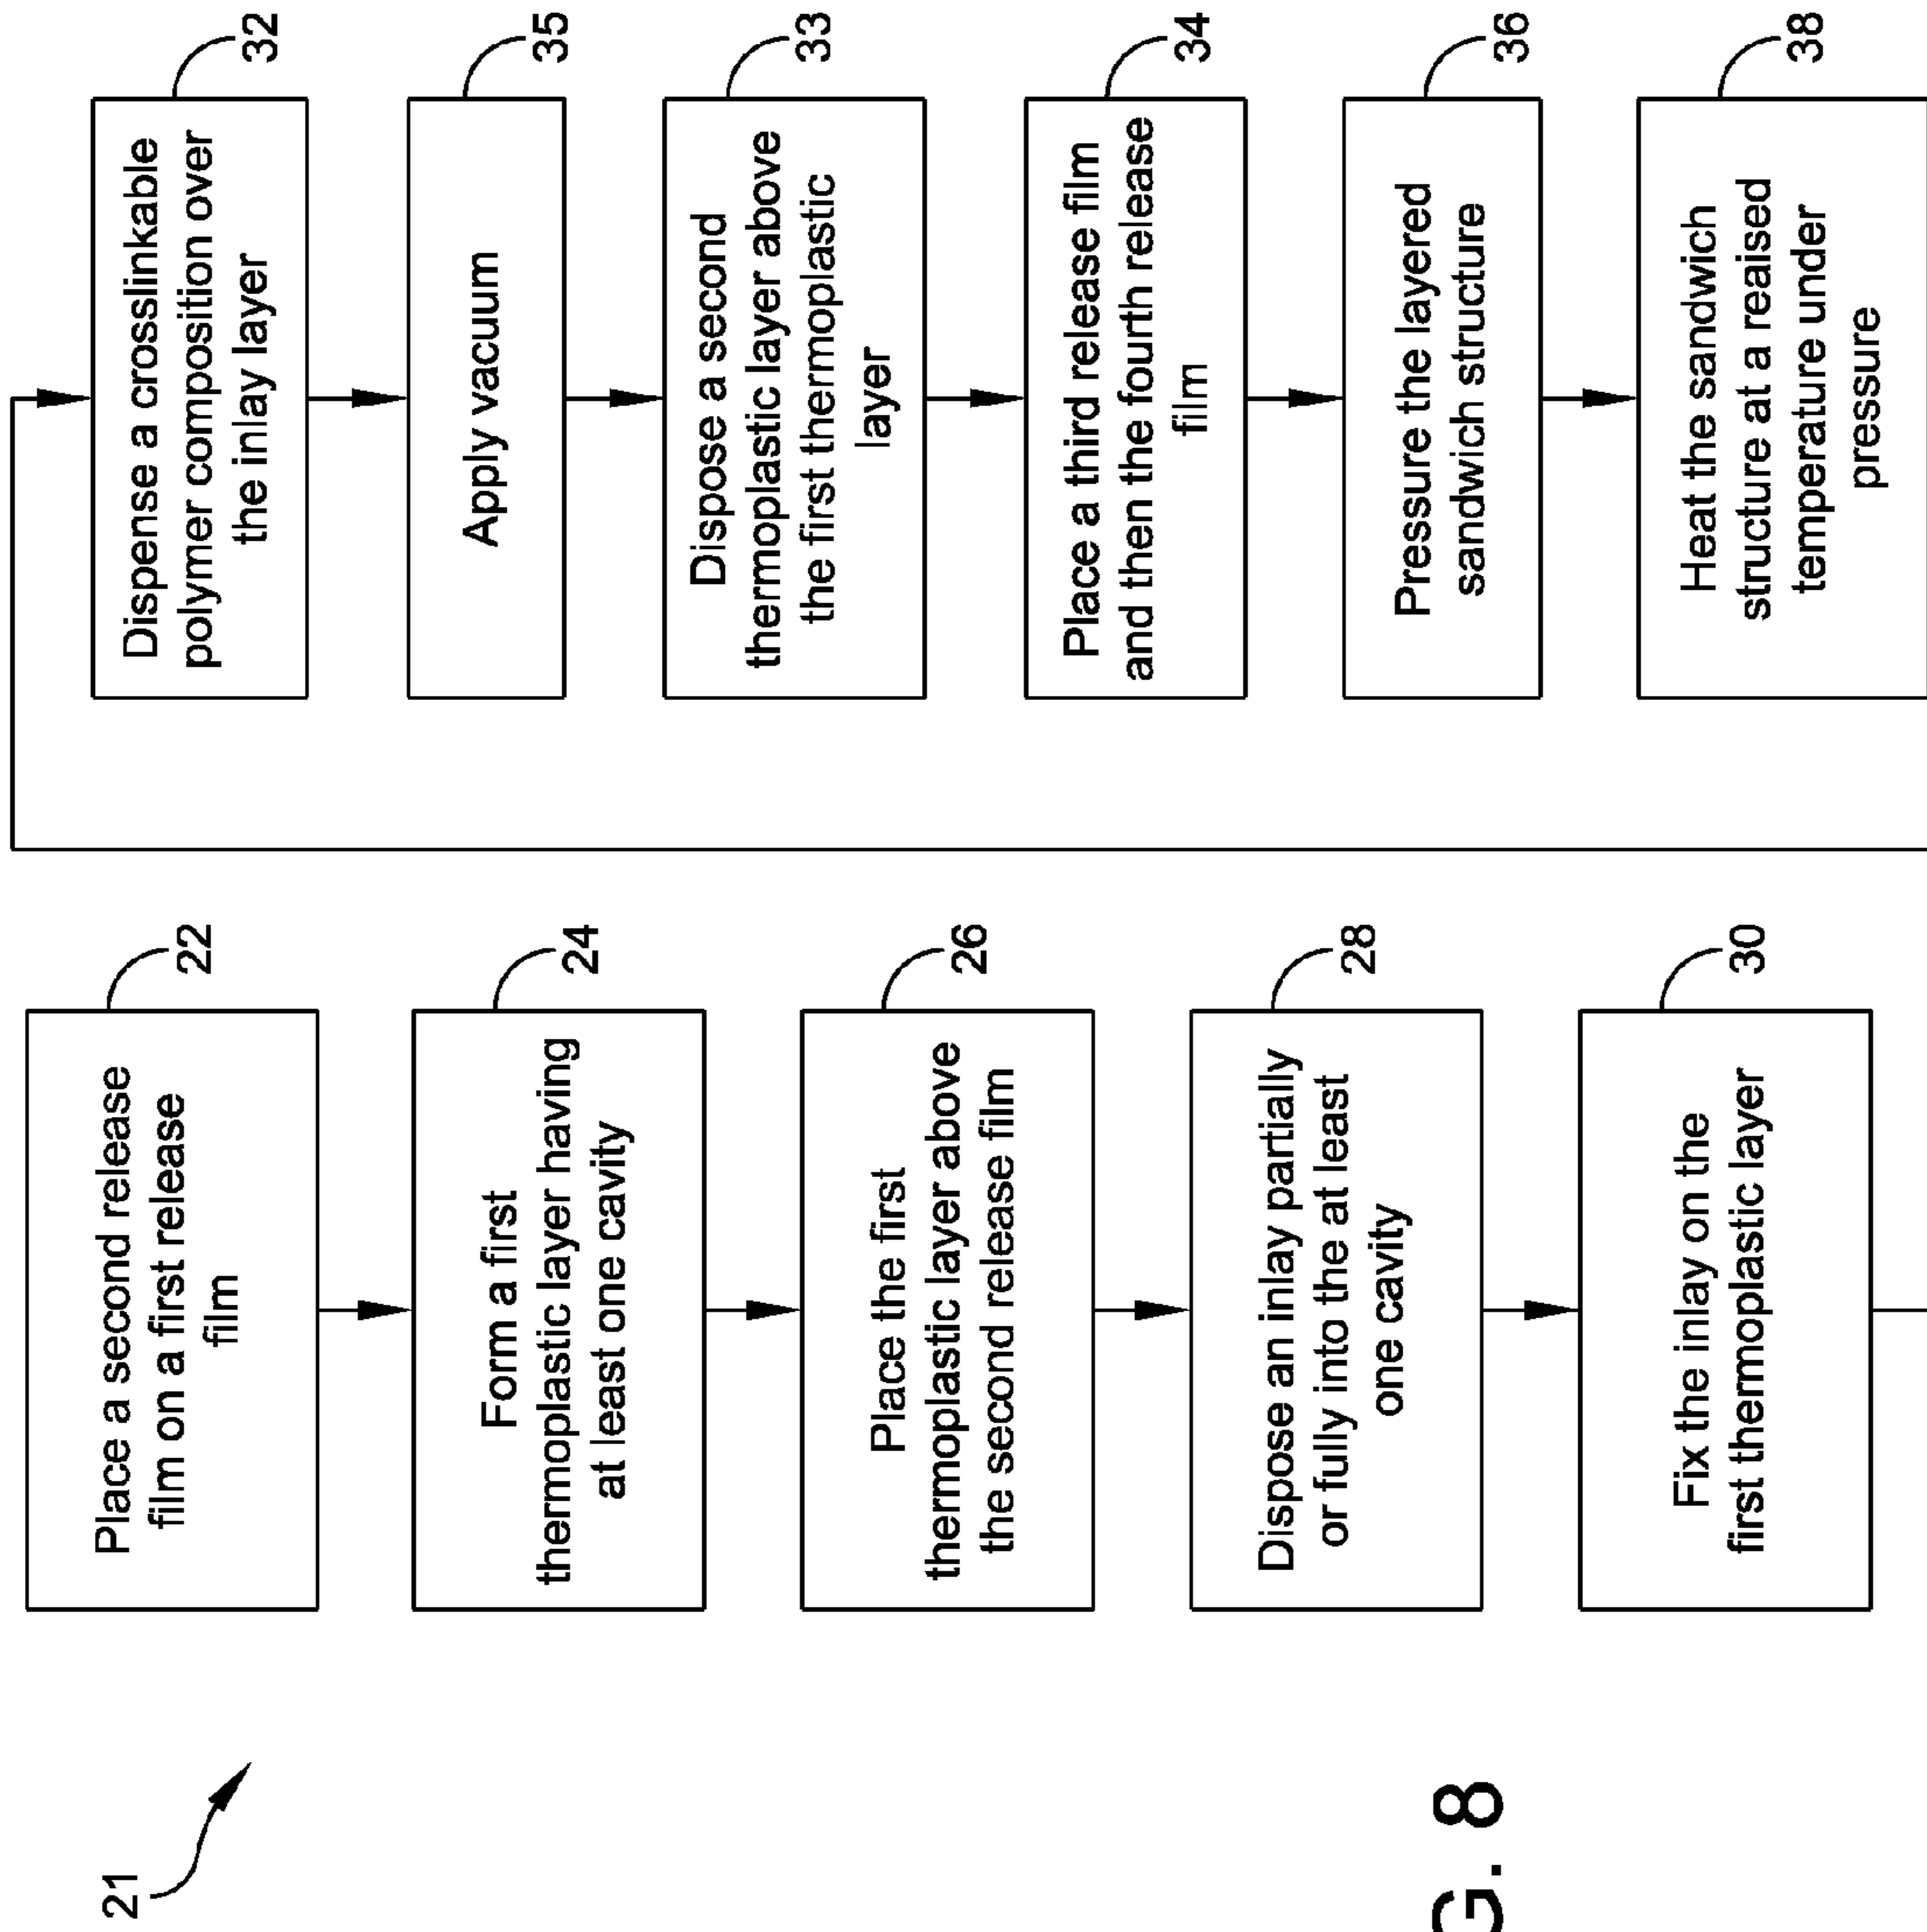 21
Place a second release
film on a first release
film
22
Form a first
thermoplastic layer having
at least one cavity
24
Place the first
thermoplastic layer above
the second release film
26
Dispose an inlay partially
or fully into the at least
one cavity
28
Fix the inlay on the
first thermoplastic layer
30
Dispense a crosslinkable
polymer composition over
the inlay layer
32
Apply vacuum
35
Dispose a second
thermoplastic layer above
the first thermoplastic
layer
33
Place a third release film
and then the fourth release
film
34
Pressure the layered
sandwich structure
36
Heat the sandwich
structure at a reaised
temperature under
pressure
38
G. 8